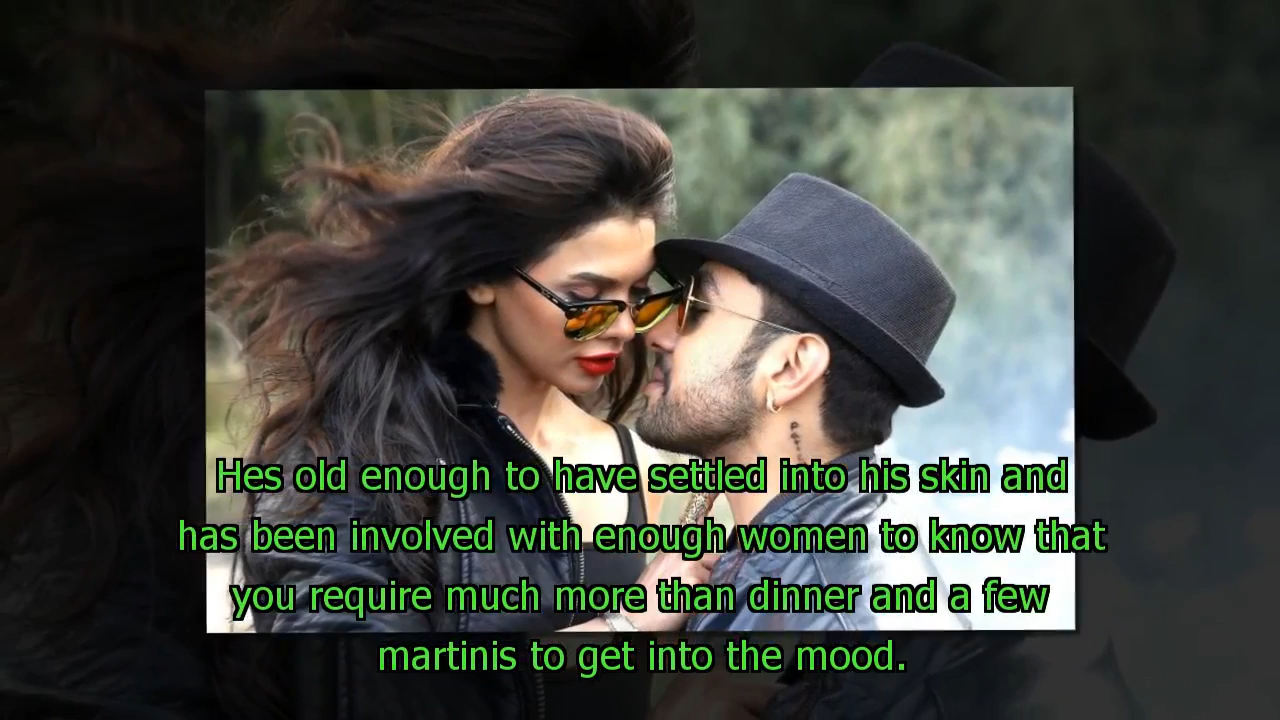 Hes old enough to have settled into his skin and
has been involved with enough women to know that
you require much more than dinner and a few
martinis to get into the mood.